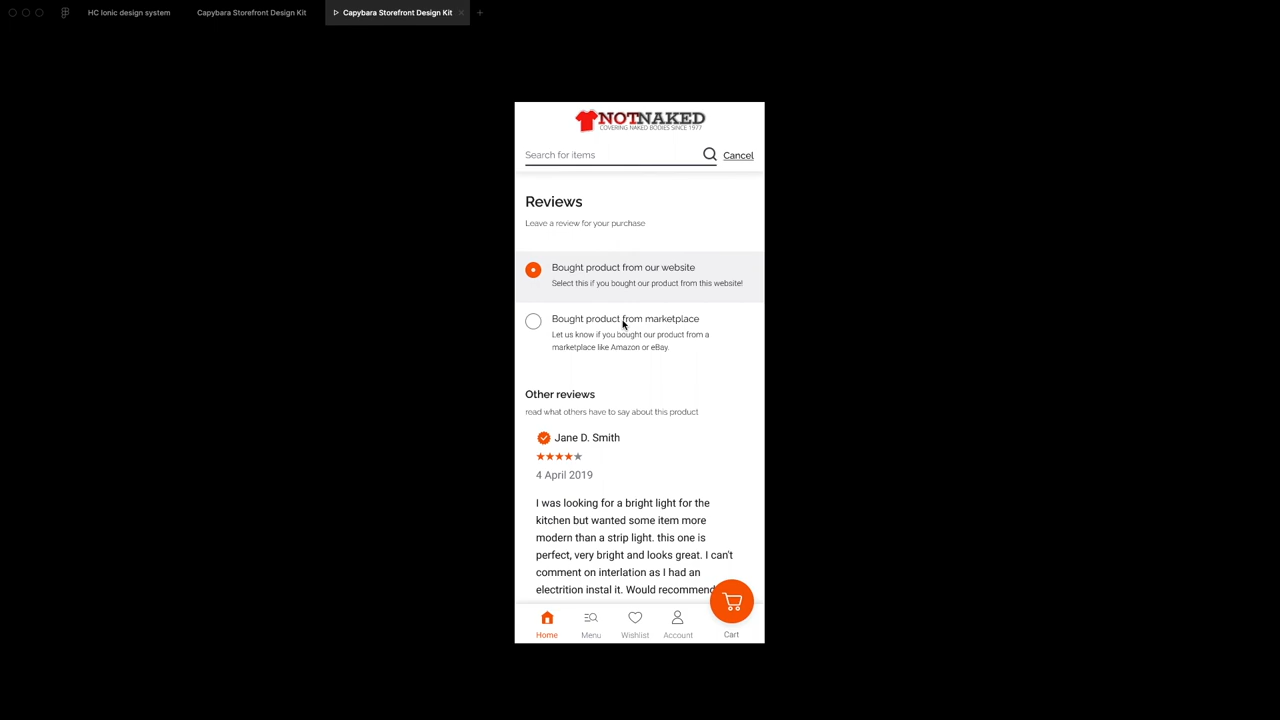 HC Ionic design system
Capybara Storefront Design Kit
Capybara Storefront Design Kit
NOTNAKED
COVERING NAKED BODIES SINCE 1977
Search for items
Cancel
Reviews
Leave a review for your purchase
Bought product from our website
Select this if you bought our product from this website!
Bought product from marketplace
Let us know if you bought our product from a
marketplace like Amazon or eBay.
Other reviews
read what others have to say about this product
Jane D. Smith
4 April 2019
I was looking for a bright light for the
kitchen but wanted some item more
modern than a strip light. this one is
perfect, very bright and looks great. I can't
comment on interlation as I had an
electrition instal it. Would recommend
Home
Menu
Wishlist
Account
Cart